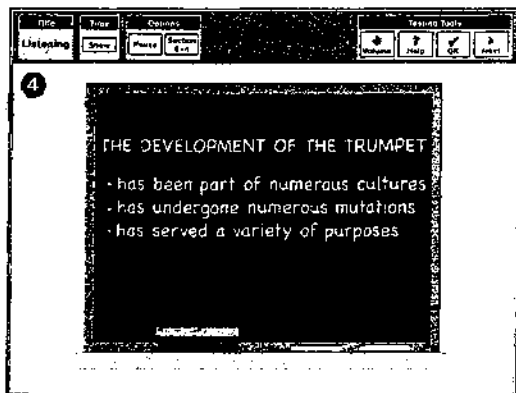 Title Time Options Testing Tools
Listening Show Pause Section Exit Volume Help OK Next
4
THE DEVELOPMENT OF THE TRUMPET
- has been part of numerous cultures
- has undergone numerous mutations
- has served a variety of purposes